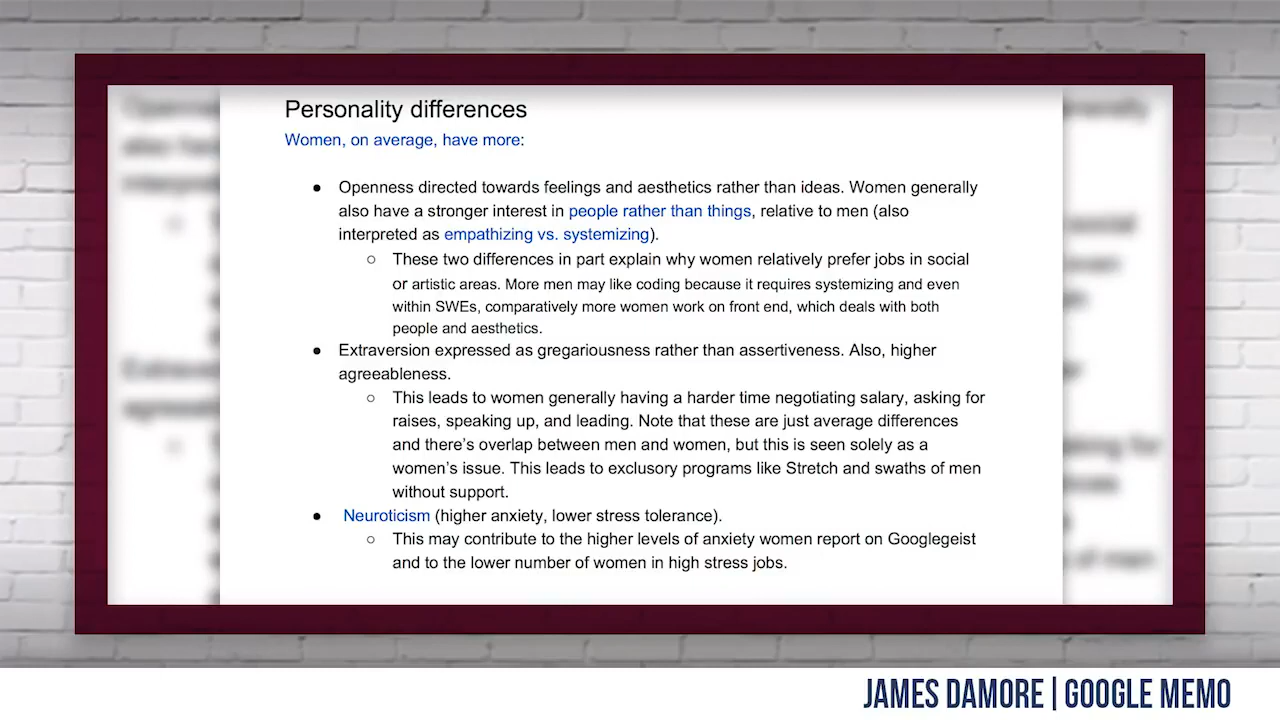 Personality differences
Women, on average, have more:
● Openness directed towards feelings and aesthetics rather than ideas. Women generally
also have a stronger interest in people rather than things, relative to men (also
interpreted as empathizing vs. systemizing).
○ These two differences in part explain why women relatively prefer jobs in social
or artistic areas. More men may like coding because it requires systemizing and even
within SWEs, comparatively more women work on front end, which deals with both
people and aesthetics.
● Extraversion expressed as gregariousness rather than assertiveness. Also, higher
agreeableness.
○ This leads to women generally having a harder time negotiating salary, asking for
raises, speaking up, and leading. Note that these are just average differences
and there's overlap between men and women, but this is seen solely as a
women's issue. This leads to exclusory programs like Stretch and swaths of men
without support.
● Neuroticism (higher anxiety, lower stress tolerance).
○ This may contribute to the higher levels of anxiety women report on Googlegeist
and to the lower number of women in high stress jobs.
JAMES DAMORE | GOOGLE MEMO